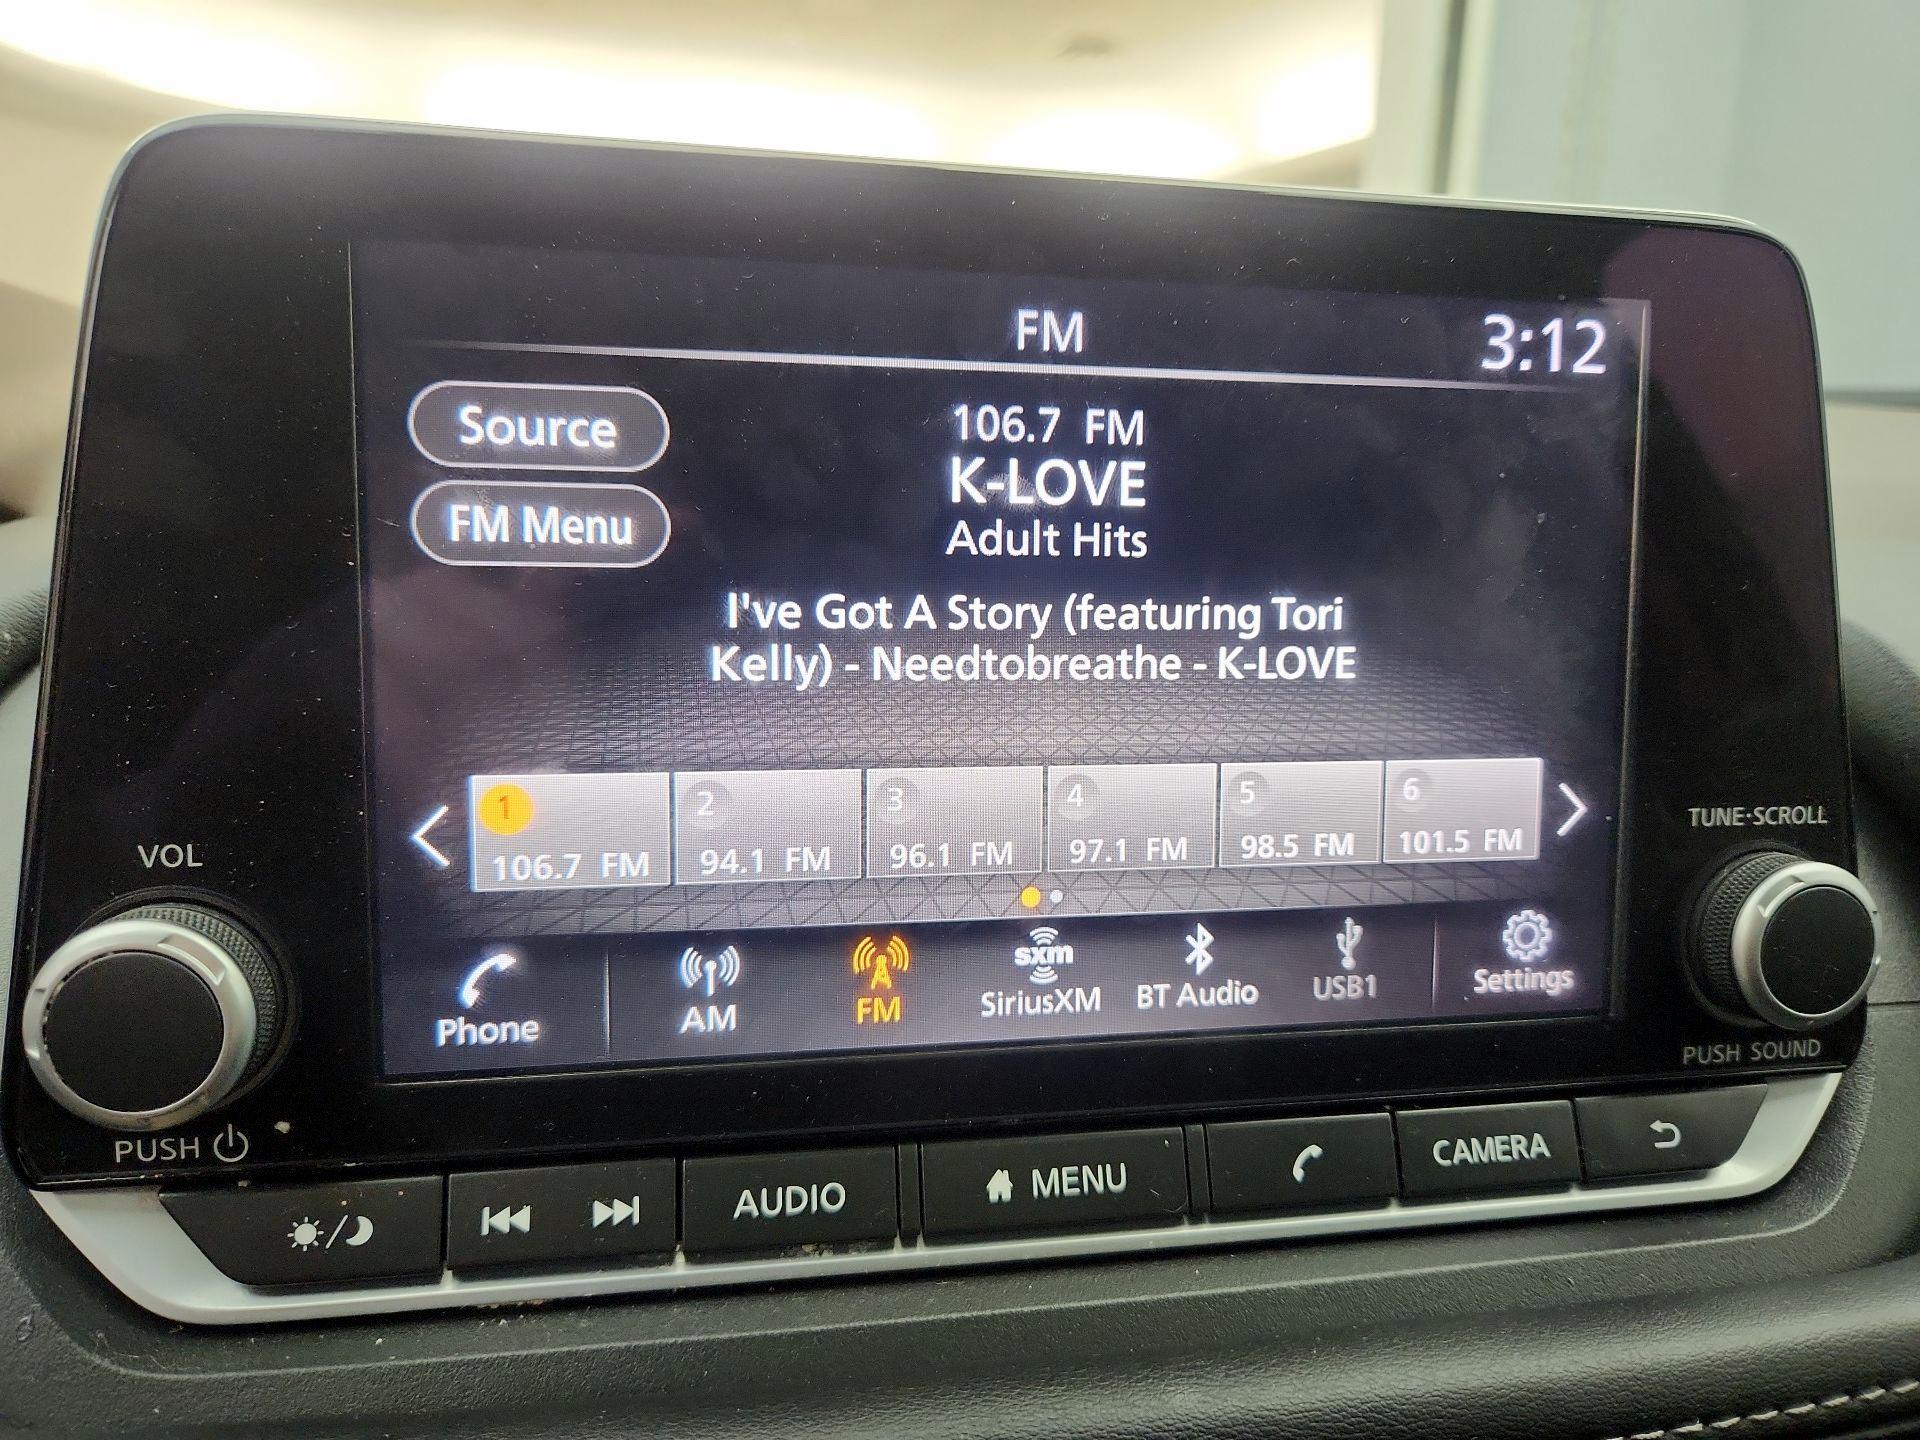 FM
3:12
Source
FM Menu
106.7 FM
K-LOVE
Adult Hits
I've Got A Story (featuring Tori
Kelly) - Needtobreathe - K-LOVE
1
106.7 FM
2
94.1 FM
3
96.1 FM
4
97.1 FM
5
98.5 FM
6
101.5 FM
Phone
AM
FM
sxm
SiriusXM
BT Audio
USB1
Settings
VOL
PUSH
TUNE·SCROLL
PUSH SOUND
AUDIO
MENU
CAMERA